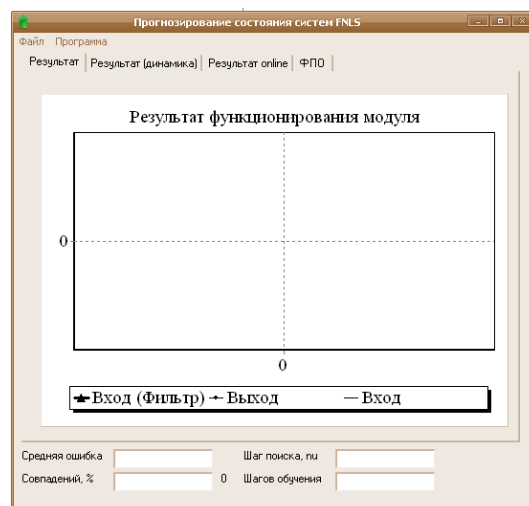 Прогнозирование состояния систем FNLS
Файл Программа
Результат Результат (динамика) Результат online ФПО
Результат функционирования модуля
0
0
Вход (Фильтр) Выход Вход
Средняя ошибка Шаг поиска, nu
Совпадений, % 0 Шагов обучения